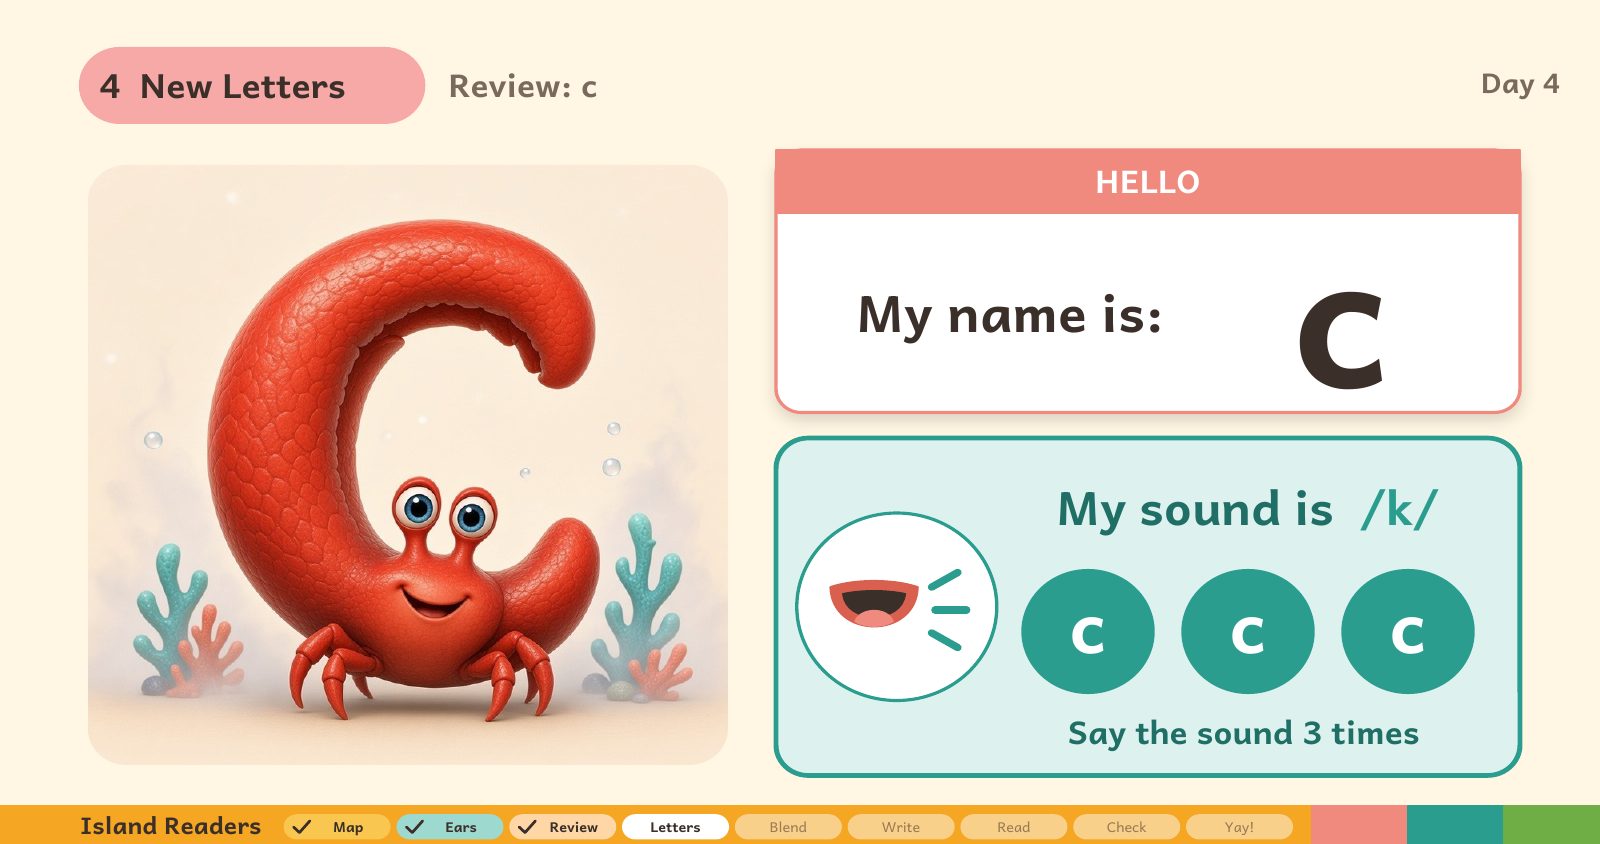 4 New Letters
Review: c
Day 4
HELLO
My name is: c
My sound is /k/
c c c
Say the sound 3 times
Island Readers
Map
Ears
Review
Letters
Blend
Write
Read
Check
Yay!